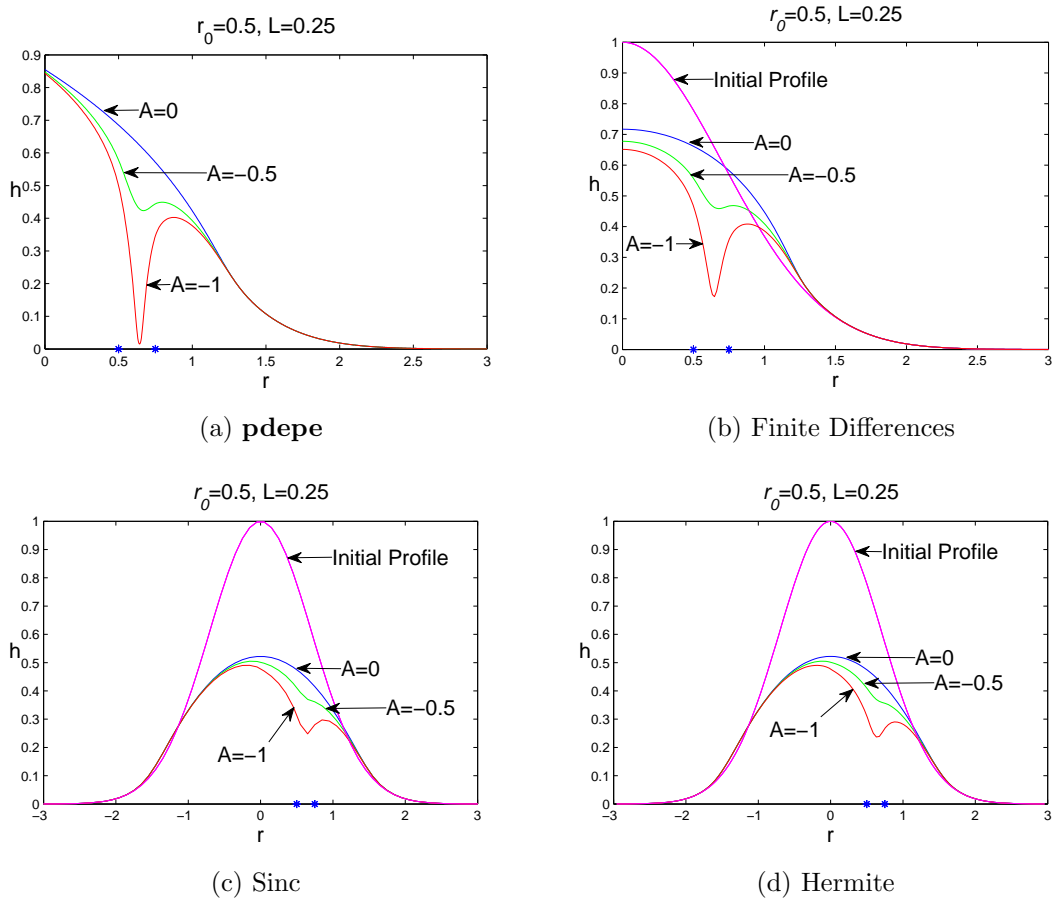 r₀=0.5, L=0.25
0.9
0.8
0.7
0.6
0.5
0.4
0.3
0.2
0.1
0
h
A=0
A=−0.5
A=−1
0
0.5
1
1.5
2
2.5
3
r
(a) pdepe
r₀=0.5, L=0.25
1
0.9
0.8
0.7
0.6
0.5
0.4
0.3
0.2
0.1
0
h
Initial Profile
A=0
A=−0.5
A=−1
0
0.5
1
1.5
2
2.5
3
r
(b) Finite Differences
r₀=0.5, L=0.25
1
0.9
0.8
0.7
0.6
0.5
0.4
0.3
0.2
0.1
0
h
Initial Profile
A=0
A=−0.5
A=−1
−3
−2
−1
0
1
2
3
r
(c) Sinc
r₀=0.5, L=0.25
1
0.9
0.8
0.7
0.6
0.5
0.4
0.3
0.2
0.1
0
h
Initial Profile
A=0
A=−0.5
A=−1
−3
−2
−1
0
1
2
3
r
(d) Hermite